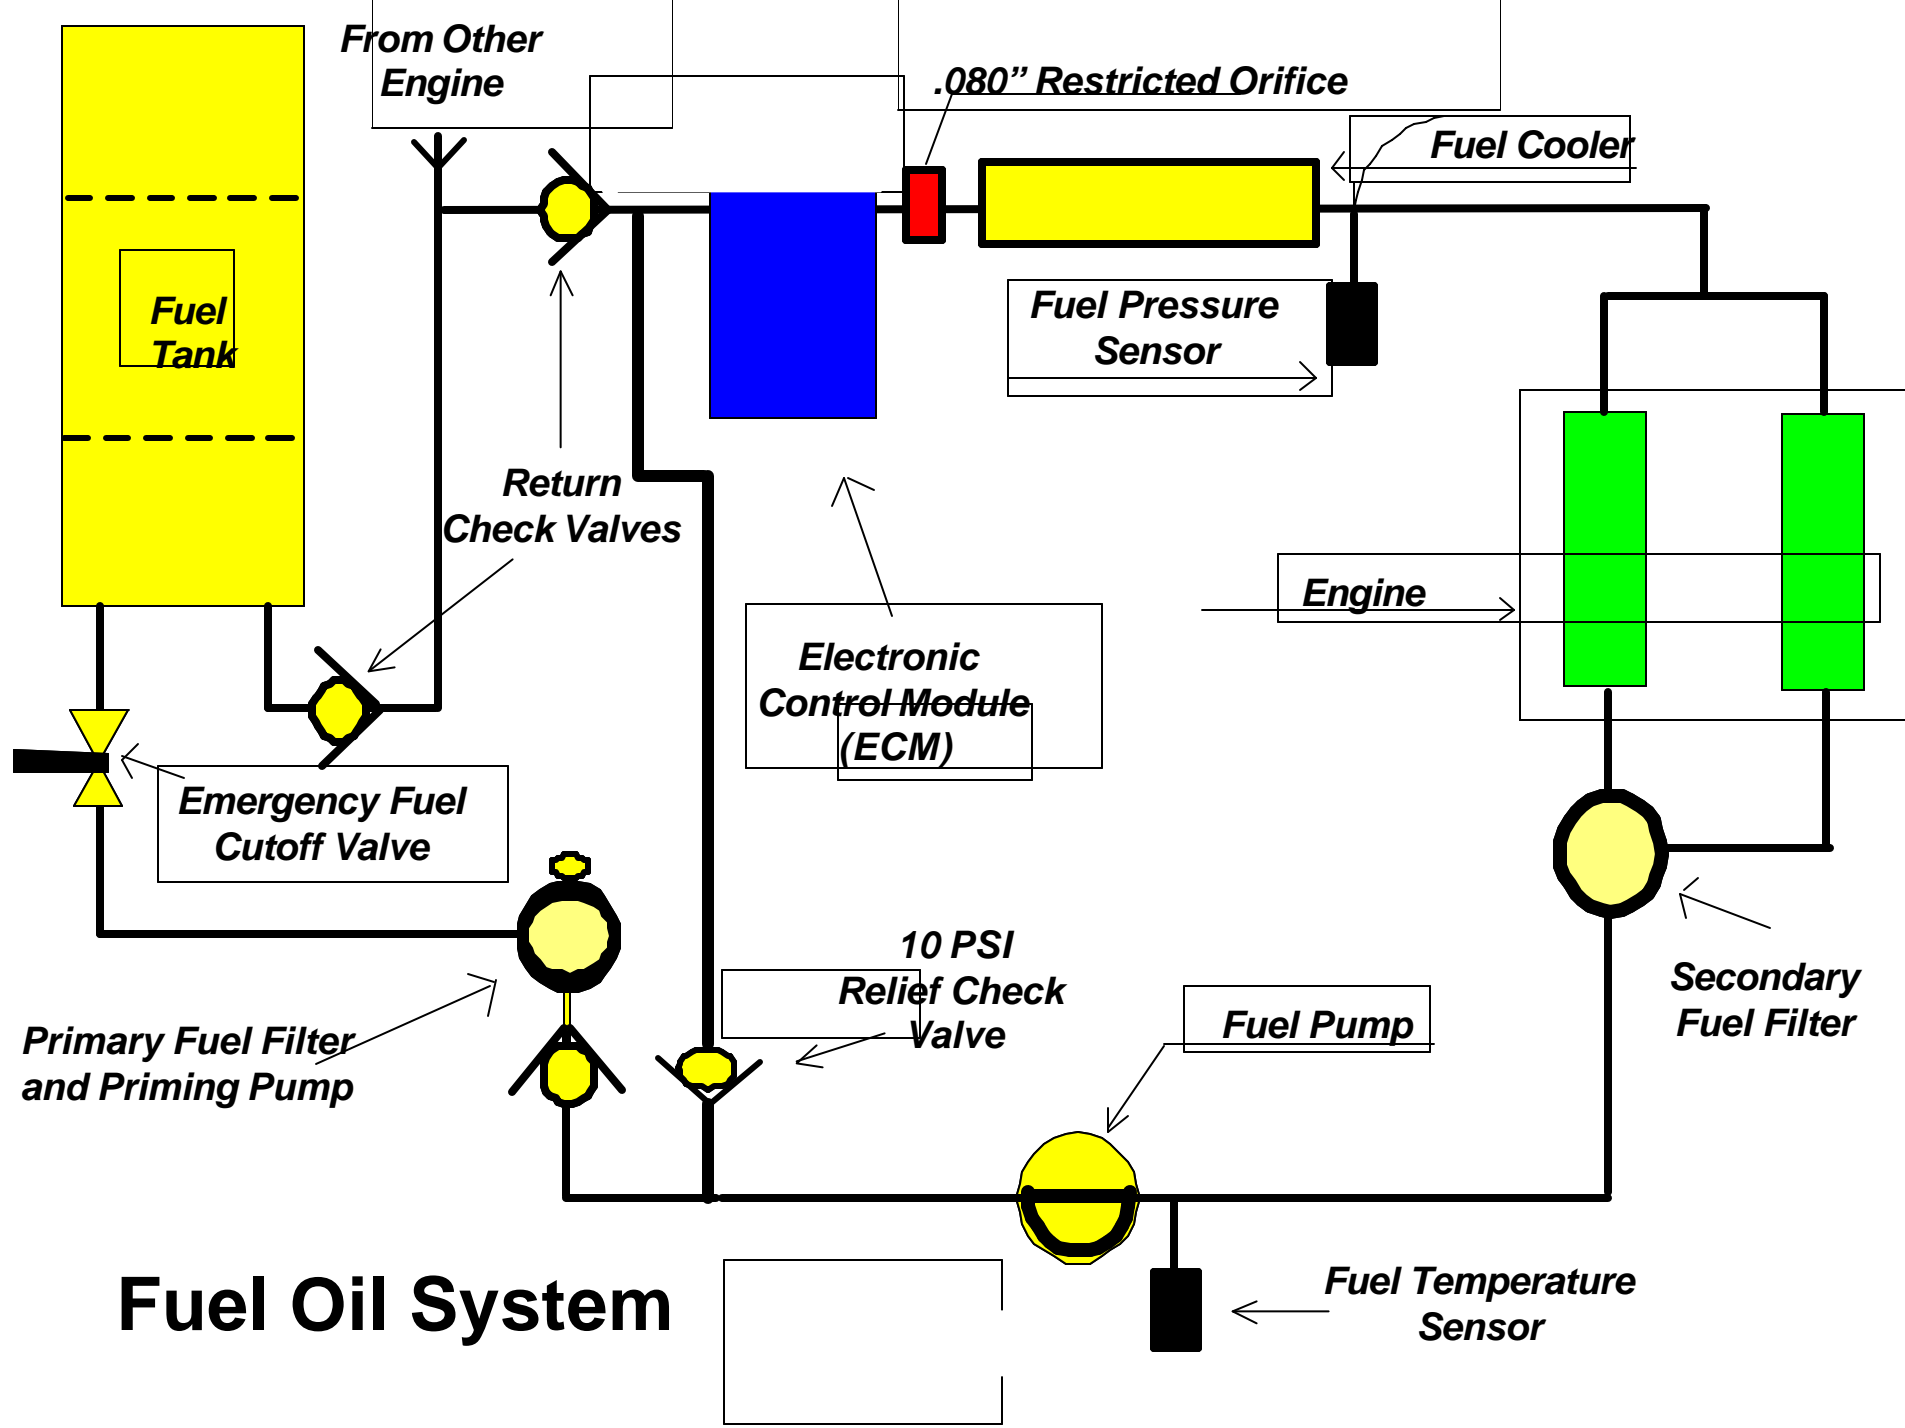 From Other
Engine
.080” Restricted Orifice
Fuel Cooler
Fuel
Tank
Fuel Pressure
Sensor
Return
Check Valves
Engine
Electronic
Control Module
(ECM)
Emergency Fuel
Cutoff Valve
10 PSI
Relief Check
Valve
Secondary
Fuel Filter
Primary Fuel Filter
and Priming Pump
Fuel Pump
Fuel Oil System
Fuel Temperature
Sensor